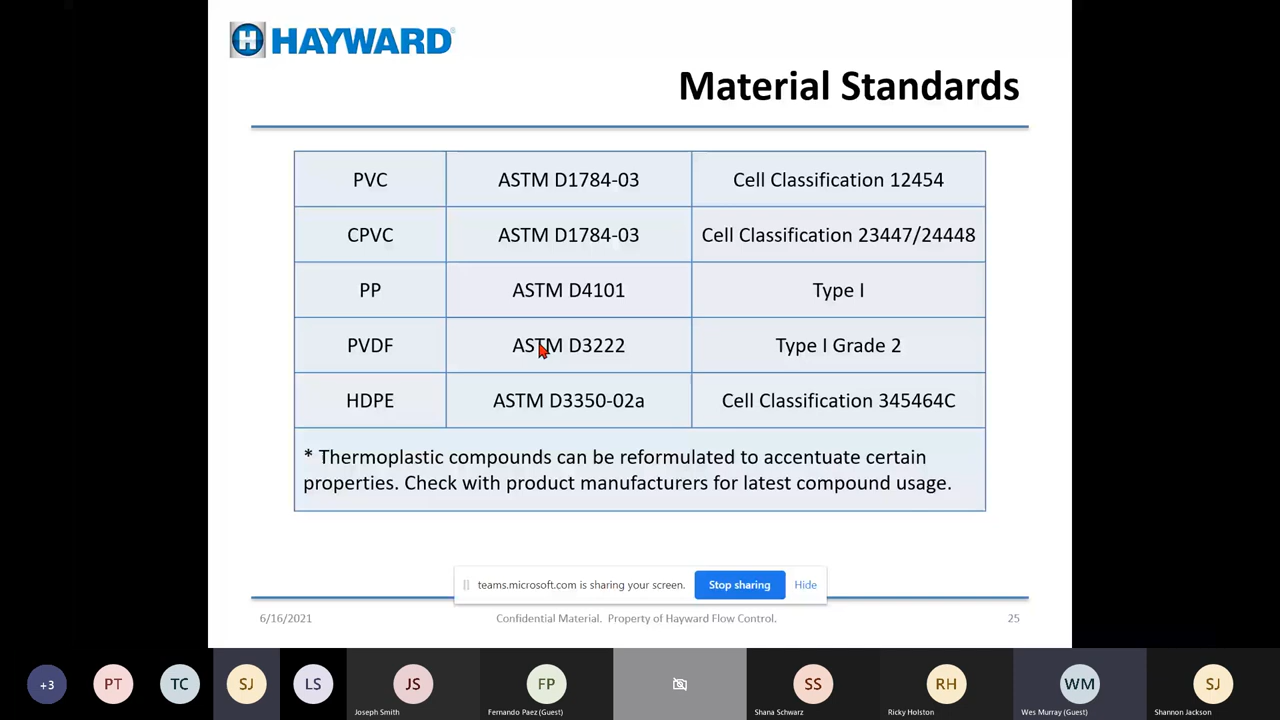 H HAYWARD
Material Standards
PVC ASTM D1784-03 Cell Classification 12454
CPVC ASTM D1784-03 Cell Classification 23447/24448
PP ASTM D4101 Type I
PVDF ASTM D3222 Type I Grade 2
HDPE ASTM D3350-02a Cell Classification 345464C
* Thermoplastic compounds can be reformulated to accentuate certain
properties. Check with product manufacturers for latest compound usage.
teams.microsoft.com is sharing your screen. Stop sharing Hide
6/16/2021 Confidential Material. Property of Hayward Flow Control. 25
+3 PT TC SJ LS JS FP SS RH WM SJ
Joseph Smith Fernando Paez (Guest) Shana Schwarz Ricky Holston Wes Murray (Guest) Shannon Jackson